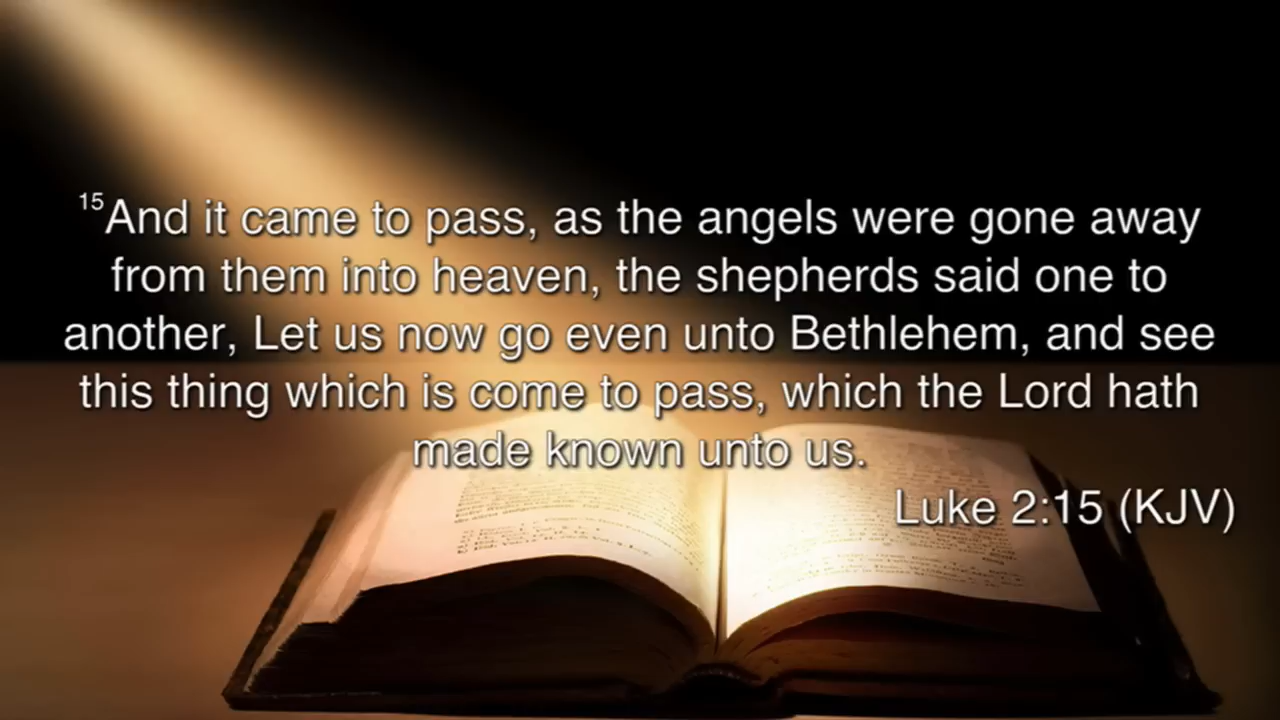 15And it came to pass, as the angels were gone away
from them into heaven, the shepherds said one to
another, Let us now go even unto Bethlehem, and see
this thing which is come to pass, which the Lord hath
made known unto us.
Luke 2:15 (KJV)